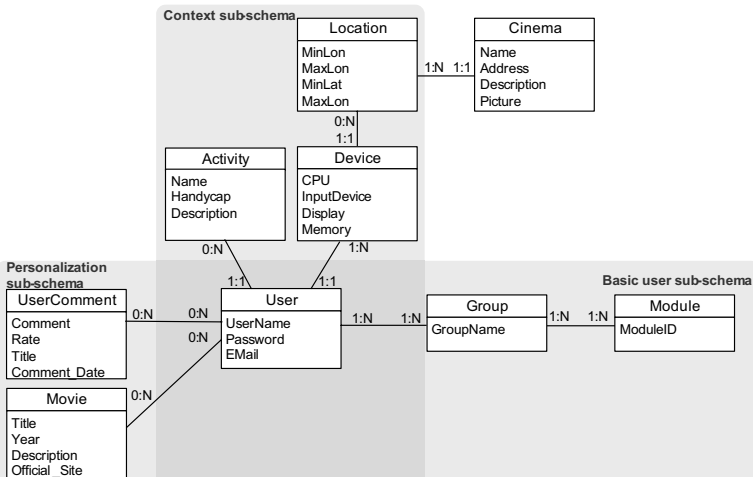 Context sub-schema
Location
MinLon
MaxLon
MinLat
MaxLon
Cinema
Name
Address
Description
Picture
1:N 1:1
0:N
1:1
Activity
Name
Handycap
Description
Device
CPU
InputDevice
Display
Memory
0:N
1:N
Personalization
sub-schema
Basic user sub-schema
1:1
1:1
UserComment
Comment
Rate
Title
Comment_Date
0:N
0:N
User
UserName
Password
EMail
0:N
1:N
1:N
Group
GroupName
1:N
1:N
Module
ModuleID
0:N
Movie
Title
Year
Description
Official_Site